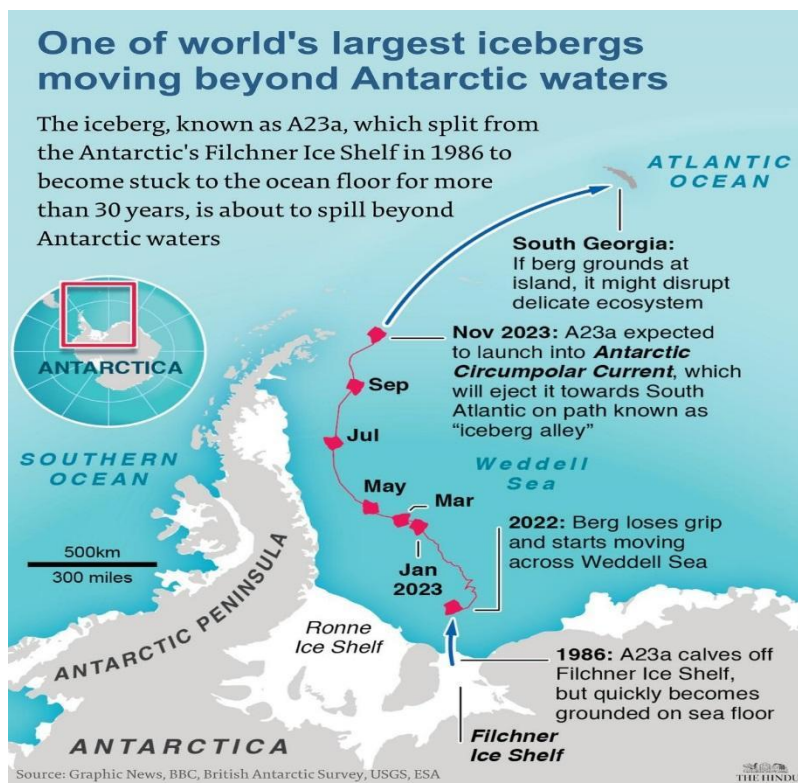 One of world's largest icebergs
moving beyond Antarctic waters
The iceberg, known as A23a, which split from
the Antarctic's Filchner Ice Shelf in 1986 to
become stuck to the ocean floor for more
than 30 years, is about to spill beyond
Antarctic waters
ATLANTIC
OCEAN
South Georgia:
If berg grounds at
island, it might disrupt
delicate ecosystem
ANTARCTICA
Nov 2023: A23a expected
to launch into Antarctic
Circumpolar Current, which
will eject it towards South
Atlantic on path known as
“iceberg alley”
Sep
Jul
SOUTHERN
OCEAN
Weddell
Sea
May
Mar
Jan
2023
2022: Berg loses grip
and starts moving
across Weddell Sea
500km
300 miles
ANTARCTIC PENINSULA
Ronne
Ice Shelf
1986: A23a calves off
Filchner Ice Shelf,
but quickly becomes
grounded on sea floor
Filchner
Ice Shelf
ANTARCTICA
Source: Graphic News, BBC, British Antarctic Survey, USGS, ESA
THE HINDU